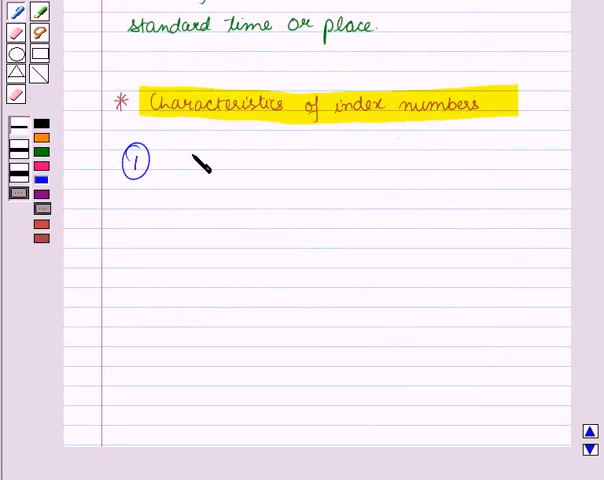 standard time or place.
* Characteristics of index numbers
1